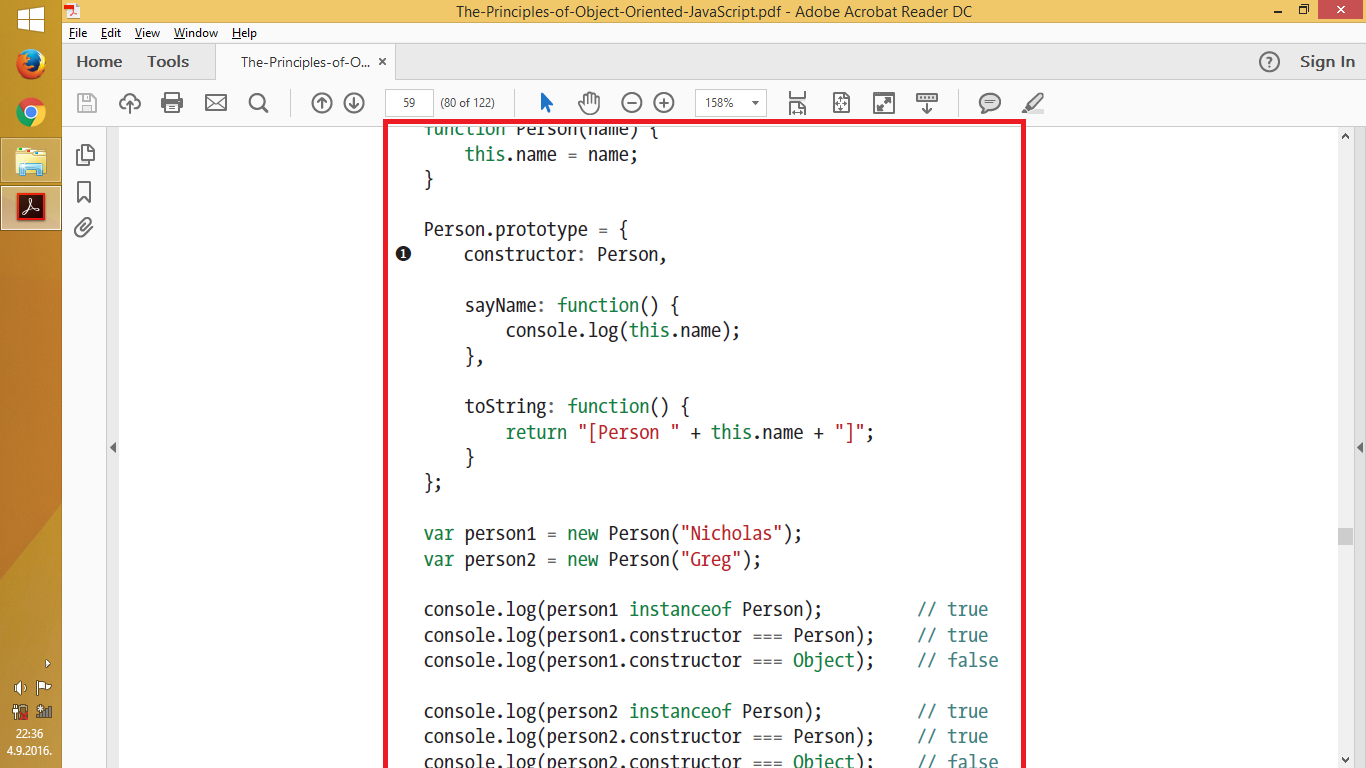 The-Principles-of-Object-Oriented-JavaScript.pdf - Adobe Acrobat Reader DC
File Edit View Window Help
Home Tools The-Principles-of-O... × ? Sign In
59 (80 of 122) 158%
function Person(name) {
this.name = name;
}
Person.prototype = {
❶ constructor: Person,
sayName: function() {
console.log(this.name);
},
toString: function() {
return "[Person " + this.name + "]";
}
};
var person1 = new Person("Nicholas");
var person2 = new Person("Greg");
console.log(person1 instanceof Person); // true
console.log(person1.constructor === Person); // true
console.log(person1.constructor === Object); // false
console.log(person2 instanceof Person); // true
console.log(person2.constructor === Person); // true
console.log(person2.constructor === Object); // false
22:36
4.9.2016.